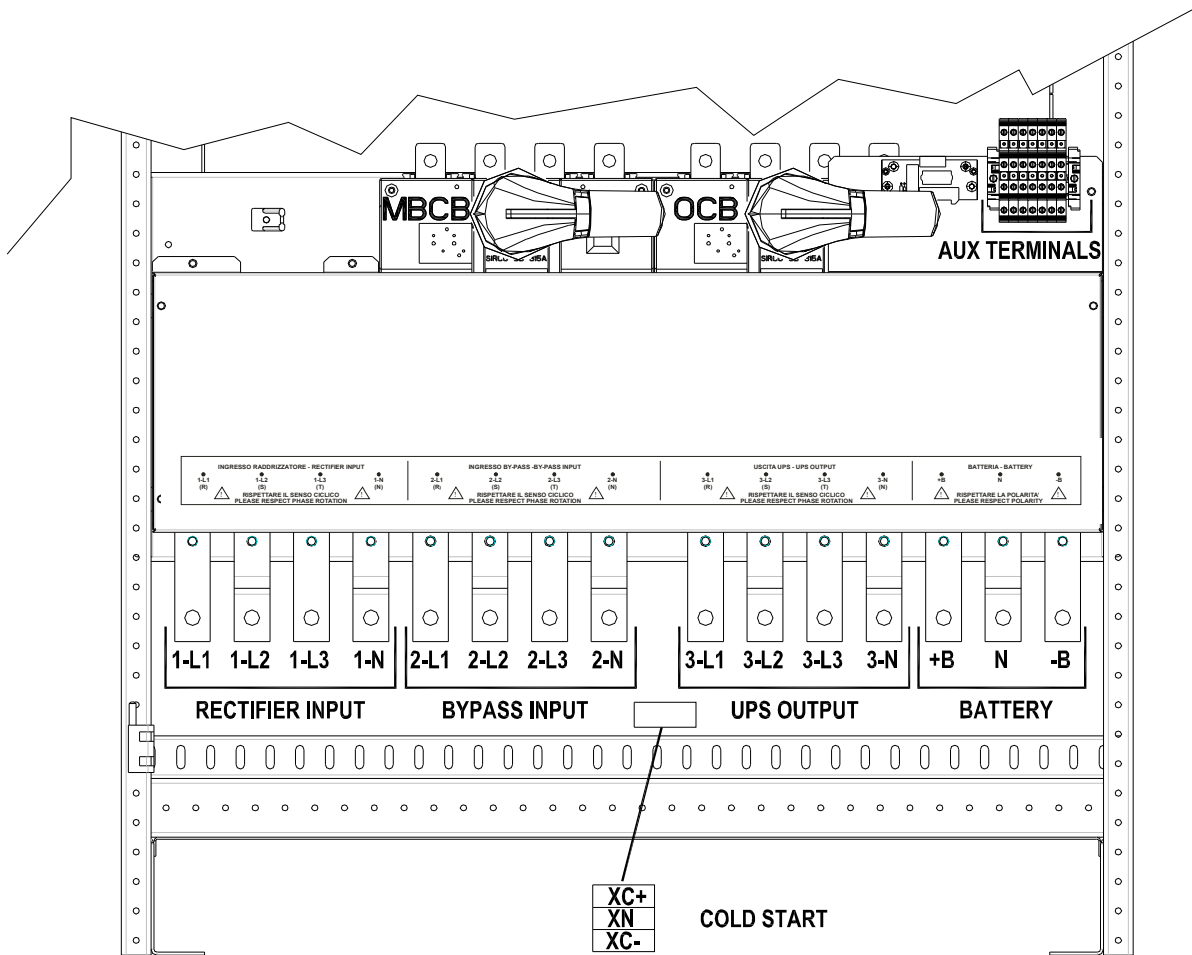 MBCB
OCB
SIRCO
315A
315A
AUX TERMINALS
INGRESSO RADDRIZZATORE - RECTIFIER INPUT
1-L1 1-L2 1-L3 1-N
(R) (S) (T) (N)
RISPETTARE IL SENSO CICLICO
PLEASE RESPECT PHASE ROTATION
INGRESSO BY-PASS -BY-PASS INPUT
2-L1 2-L2 2-L3 2-N
(R) (S) (T) (N)
RISPETTARE IL SENSO CICLICO
PLEASE RESPECT PHASE ROTATION
USCITA UPS - UPS OUTPUT
3-L1 3-L2 3-L3 3-N
(R) (S) (T) (N)
RISPETTARE IL SENSO CICLICO
PLEASE RESPECT PHASE ROTATION
BATTERIA - BATTERY
+B N -B
RISPETTARE LA POLARITA'
PLEASE RESPECT POLARITY
1-L1 1-L2 1-L3 1-N
RECTIFIER INPUT
2-L1 2-L2 2-L3 2-N
BYPASS INPUT
3-L1 3-L2 3-L3 3-N
UPS OUTPUT
+B N -B
BATTERY
XC+
XN
XC-
COLD START